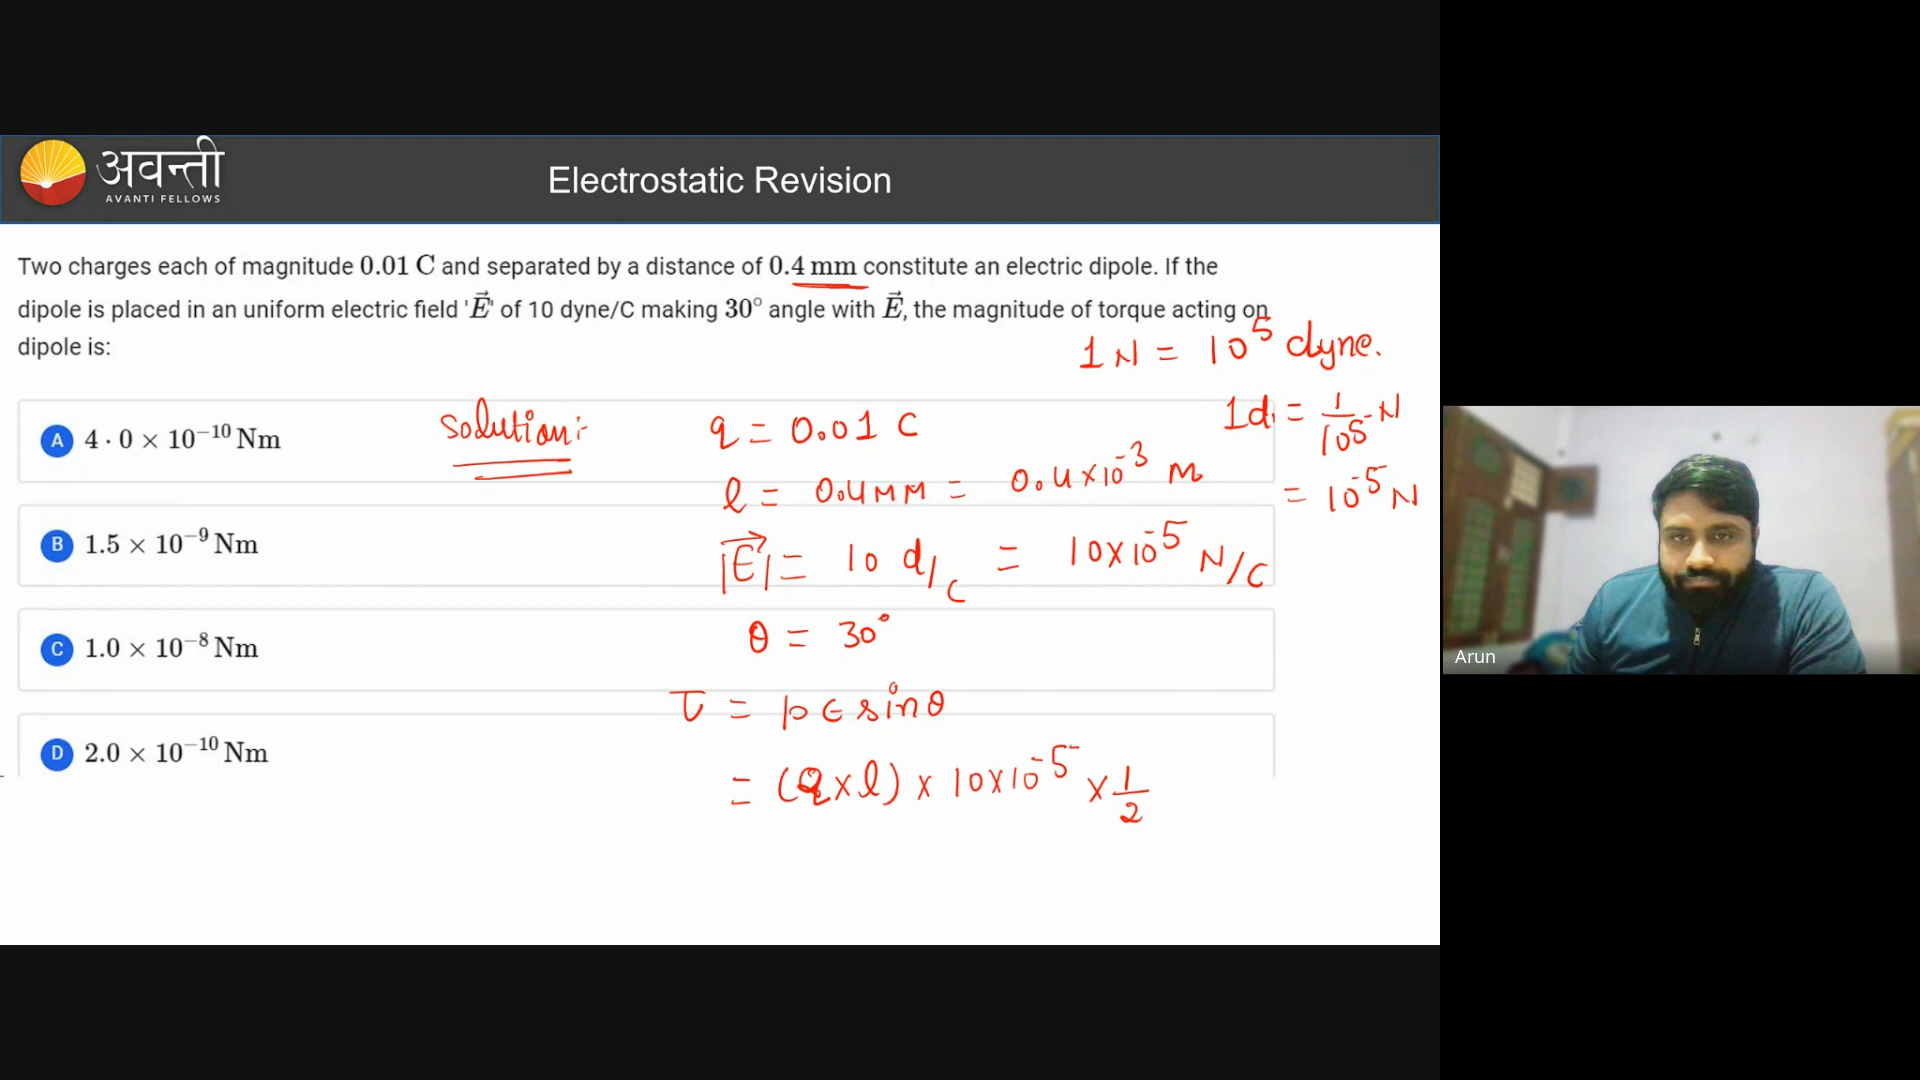 अवन्ती
AVANTI FELLOWS
Electrostatic Revision
Two charges each of magnitude 0.01 C and separated by a distance of 0.4 mm constitute an electric dipole. If the
dipole is placed in an uniform electric field ' \vec{E}' of 10 dyne/C making 30° angle with \vec{E}, the magnitude of torque acting on
dipole is:
1 N = 10⁵ dyne.
1d = 1/10⁵ N
= 10⁻⁵ N
A 4 · 0 × 10⁻¹⁰ Nm
B 1.5 × 10⁻⁹ Nm
C 1.0 × 10⁻⁸ Nm
D 2.0 × 10⁻¹⁰ Nm
Solution:
q = 0.01 C
l = 0.4 mm = 0.4×10⁻³ m
|\vec{E}| = 10 d/C = 10×10⁻⁵ N/C
θ = 30°
τ = pE sinθ
= (q×l) × 10×10⁻⁵ × 1/2
Arun